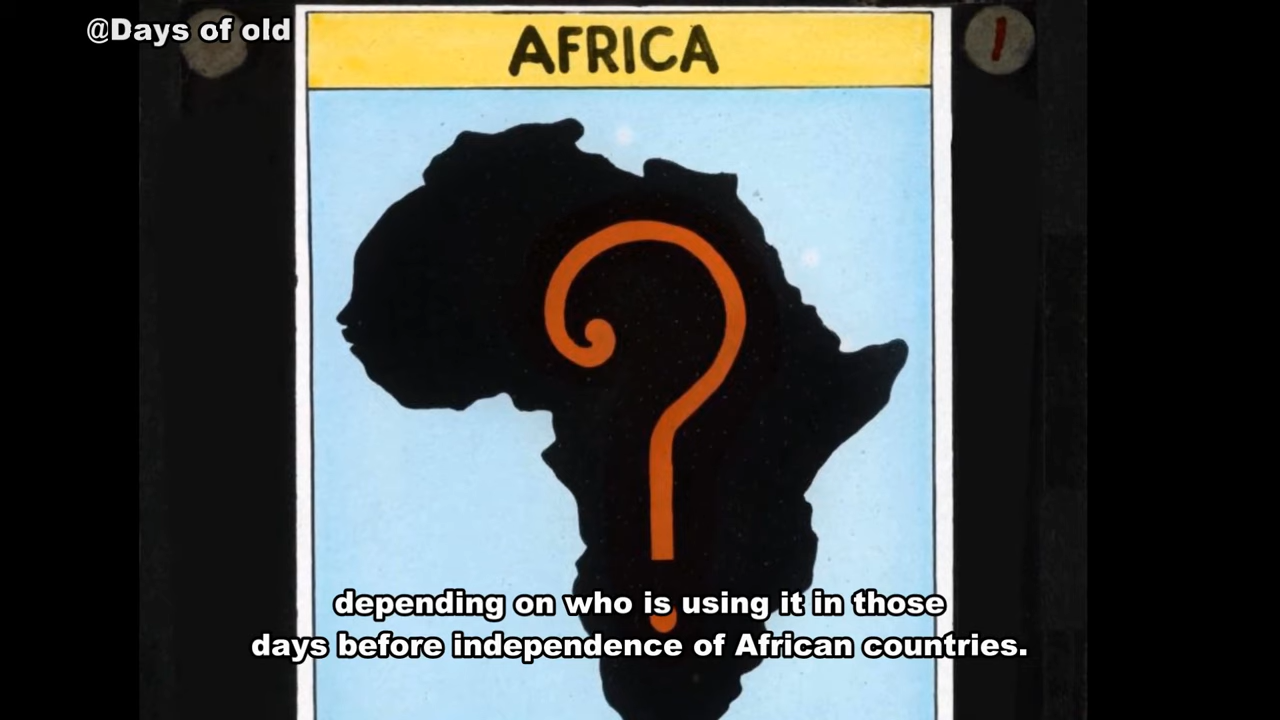 @Days of old
AFRICA
1
?
depending on who is using it in those
days before independence of African countries.